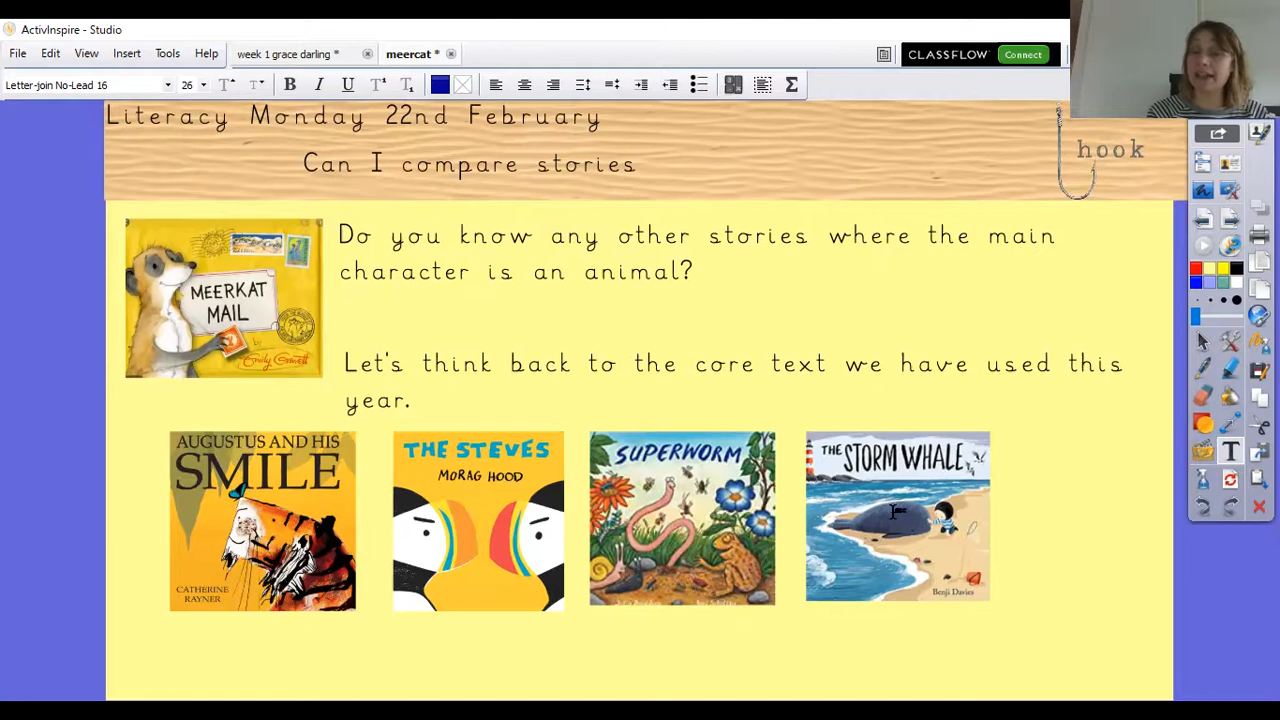 ActivInspire - Studio
File Edit View Insert Tools Help
week 1 grace darling *
meercat *
CLASSFLOW Connect
Letter-join No-Lead 16
26
Literacy Monday 22nd February
Can I compare stories
hook
MEERKAT
MAIL
by
Emily Gravett
Do you know any other stories where the main
character is an animal?
Let's think back to the core text we have used this
year.
AUGUSTUS AND HIS
SMILE
CATHERINE
RAYNER
THE STEVES
MORAG HOOD
SUPERWORM
THE STORM WHALE
Benji Davies